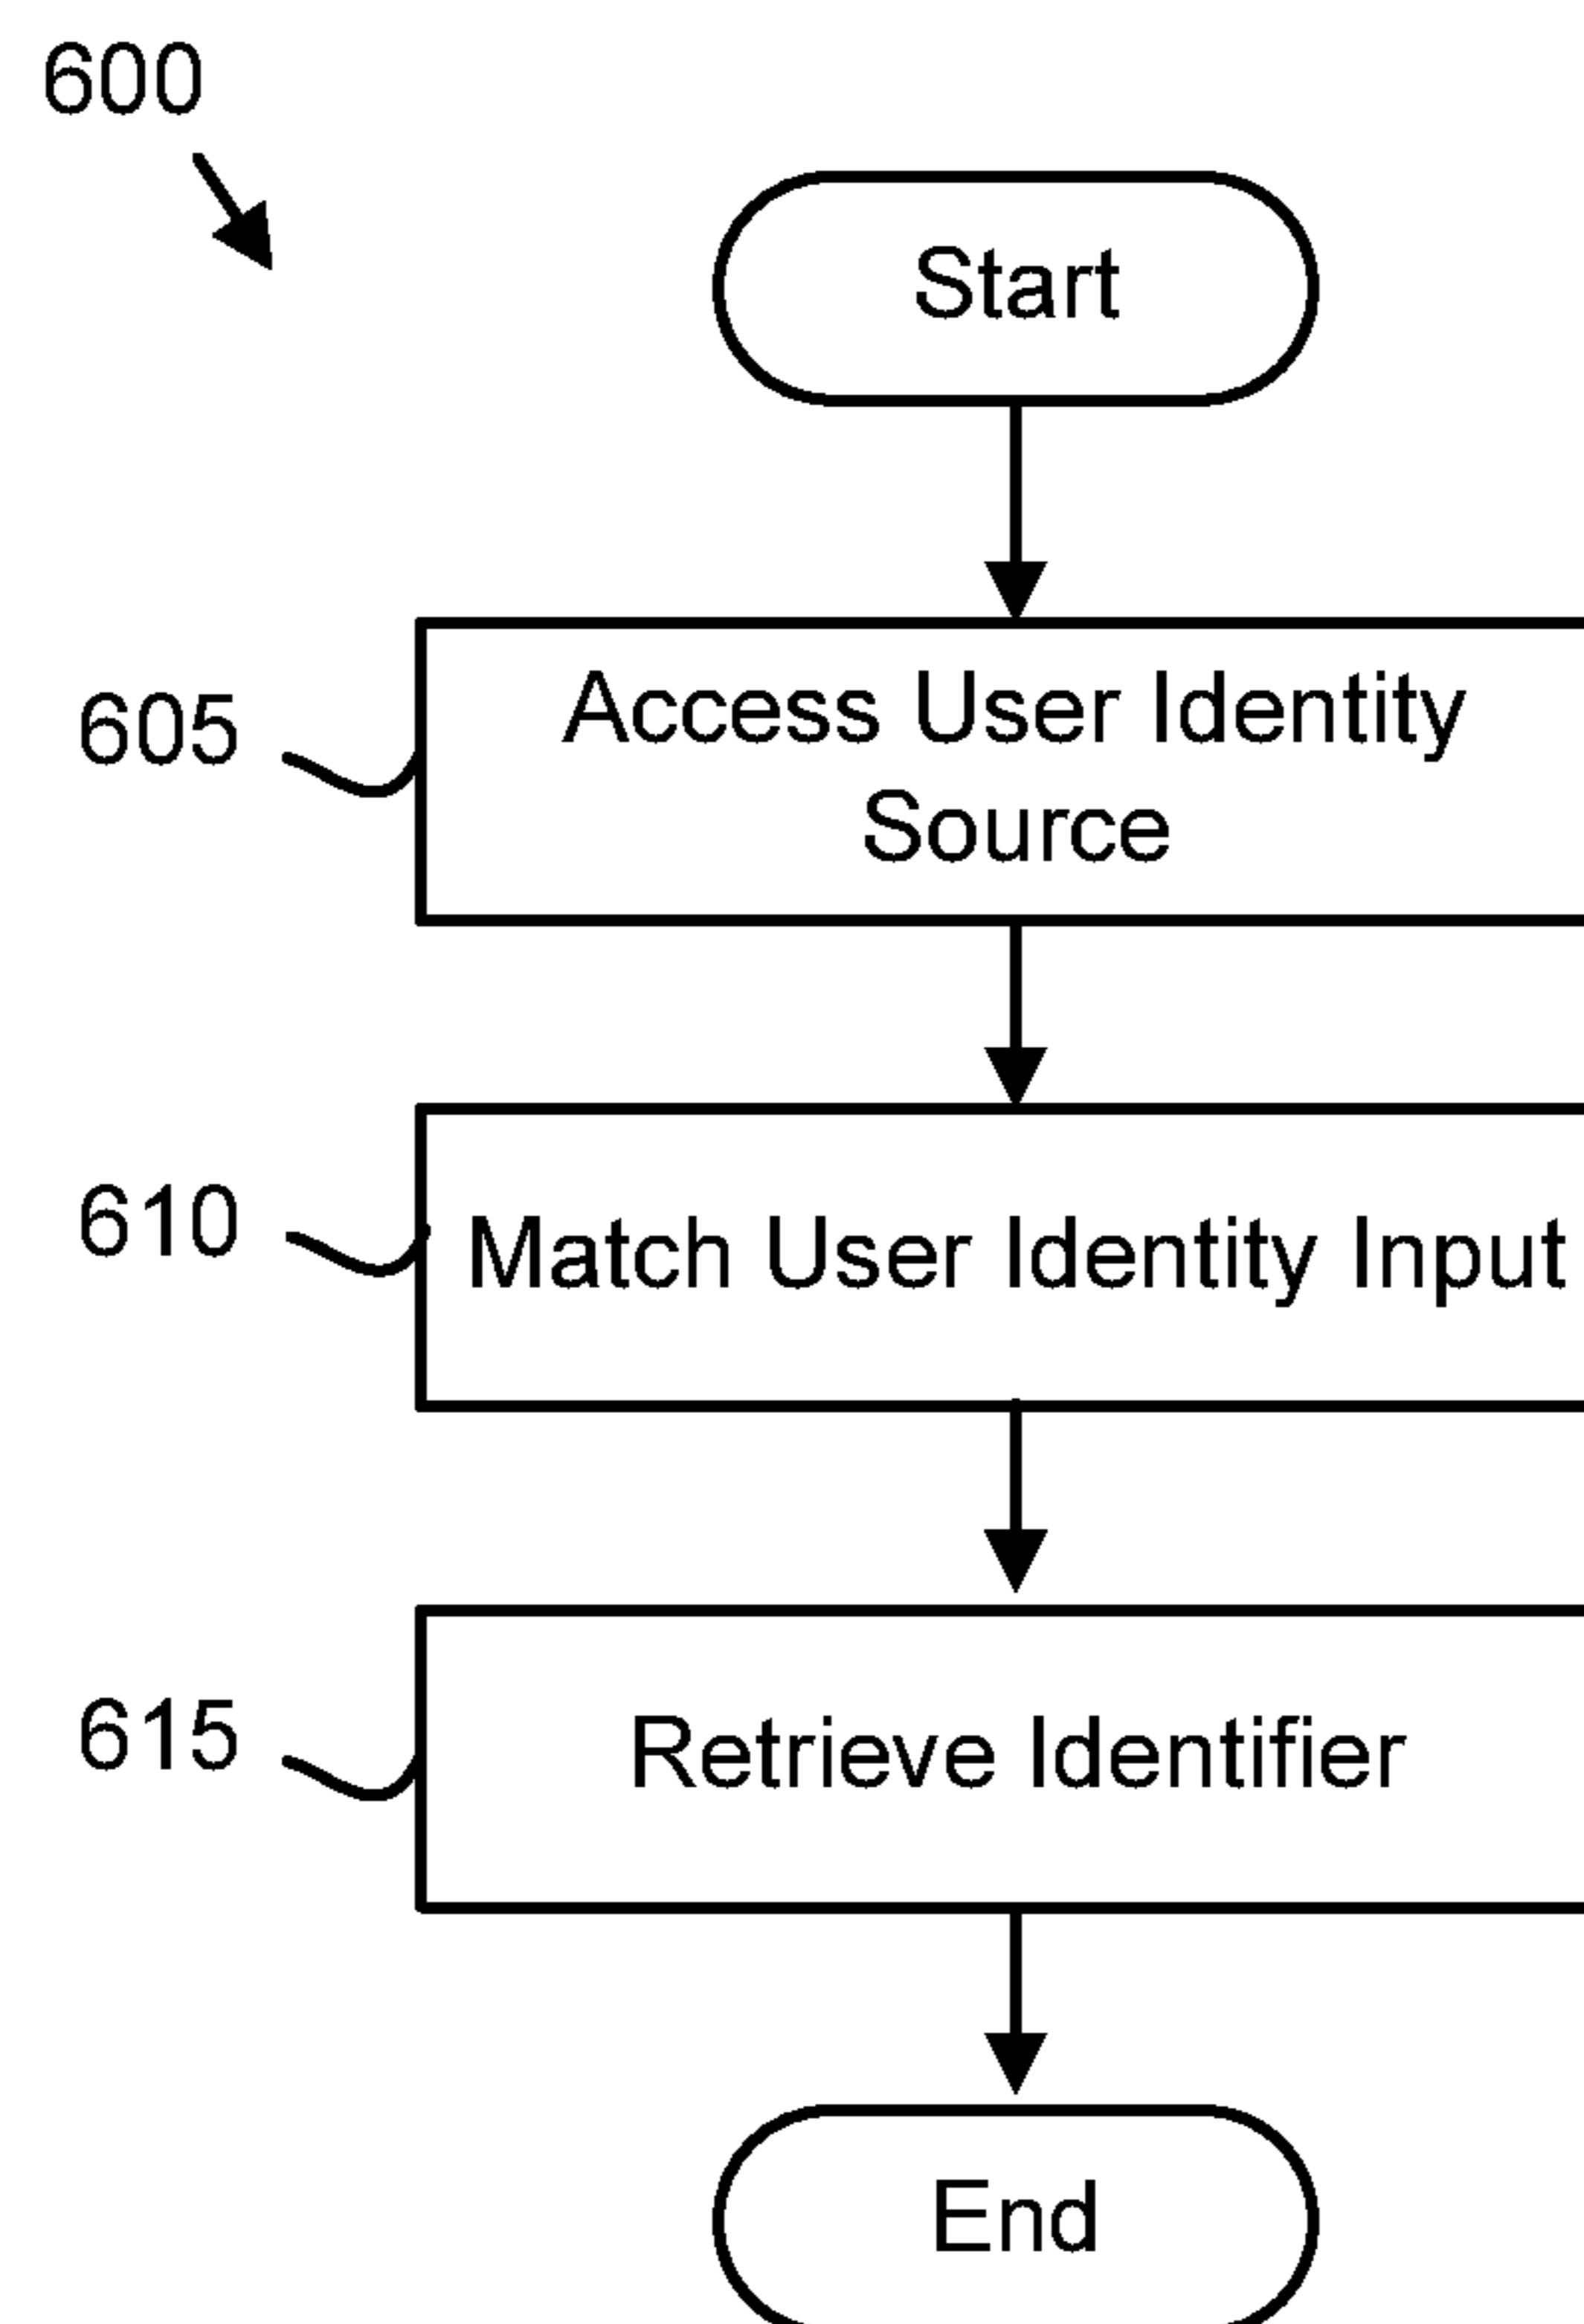 600
Start
605
Access User Identity
Source
610
Match User Identity Input
615
Retrieve Identifier
End